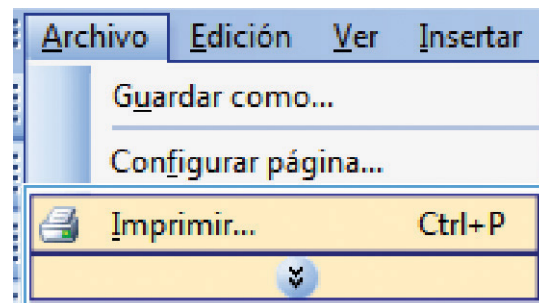 Archivo Edición Ver Insertar
Guardar como...
Configurar página...
Imprimir... Ctrl+P